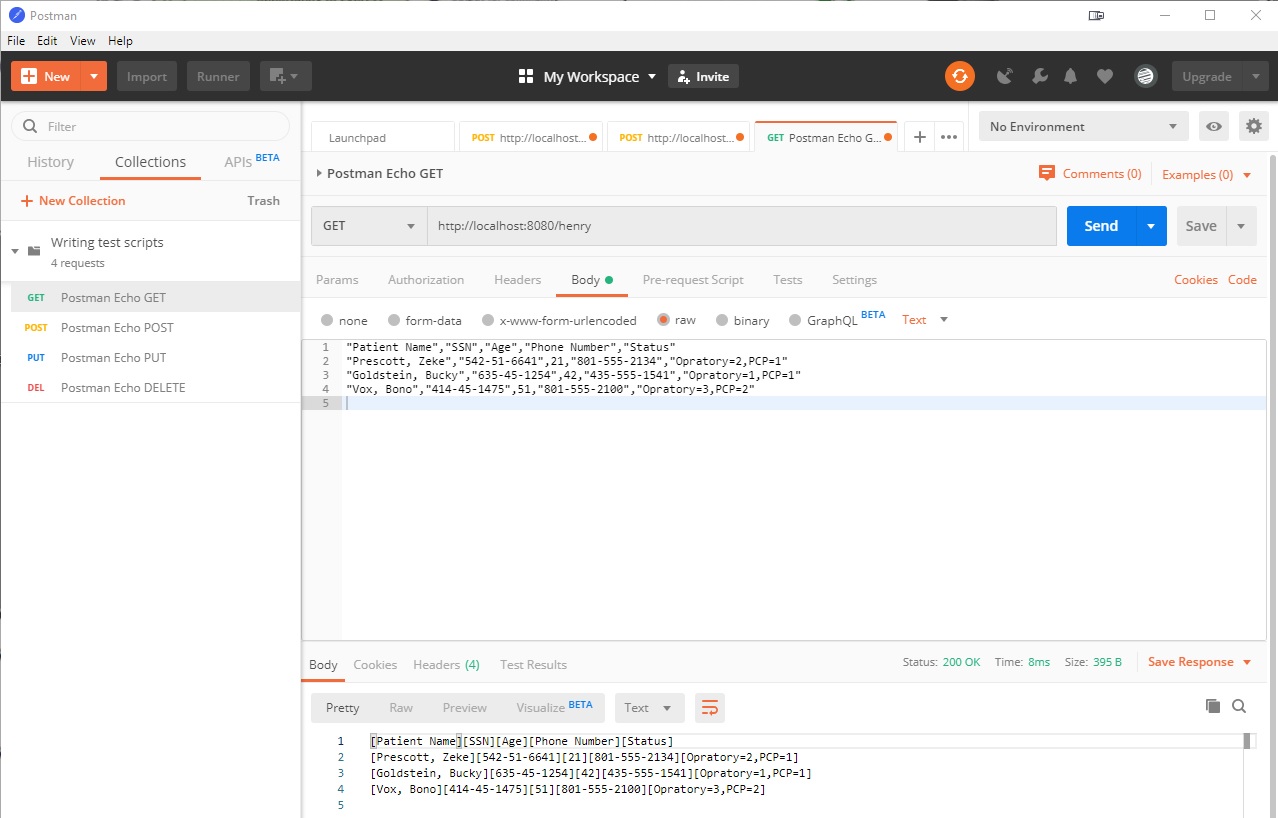 Postman
File Edit View Help
New Import Runner My Workspace Invite Upgrade
Filter
History Collections APIs BETA
New Collection Trash
Writing test scripts
4 requests
GET Postman Echo GET
POST Postman Echo POST
PUT Postman Echo PUT
DEL Postman Echo DELETE
Launchpad POST http://localhost... POST http://localhost... GET Postman Echo G... No Environment
Postman Echo GET Comments (0) Examples (0)
GET http://localhost:8080/henry Send Save
Params Authorization Headers Body Pre-request Script Tests Settings Cookies Code
none form-data x-www-form-urlencoded raw binary GraphQL BETA Text
1 "Patient Name","SSN","Age","Phone Number","Status"
2 "Prescott, Zeke","542-51-6641",21,"801-555-2134","Opratory=2,PCP=1"
3 "Goldstein, Bucky","635-45-1254",42,"435-555-1541","Opratory=1,PCP=1"
4 "Vox, Bono","414-45-1475",51,"801-555-2100","Opratory=3,PCP=2"
5
Body Cookies Headers (4) Test Results Status: 200 OK Time: 8ms Size: 395 B Save Response
Pretty Raw Preview Visualize BETA Text
1 [Patient Name][SSN][Age][Phone Number][Status]
2 [Prescott, Zeke][542-51-6641][21][801-555-2134][Opratory=2,PCP=1]
3 [Goldstein, Bucky][635-45-1254][42][435-555-1541][Opratory=1,PCP=1]
4 [Vox, Bono][414-45-1475][51][801-555-2100][Opratory=3,PCP=2]
5